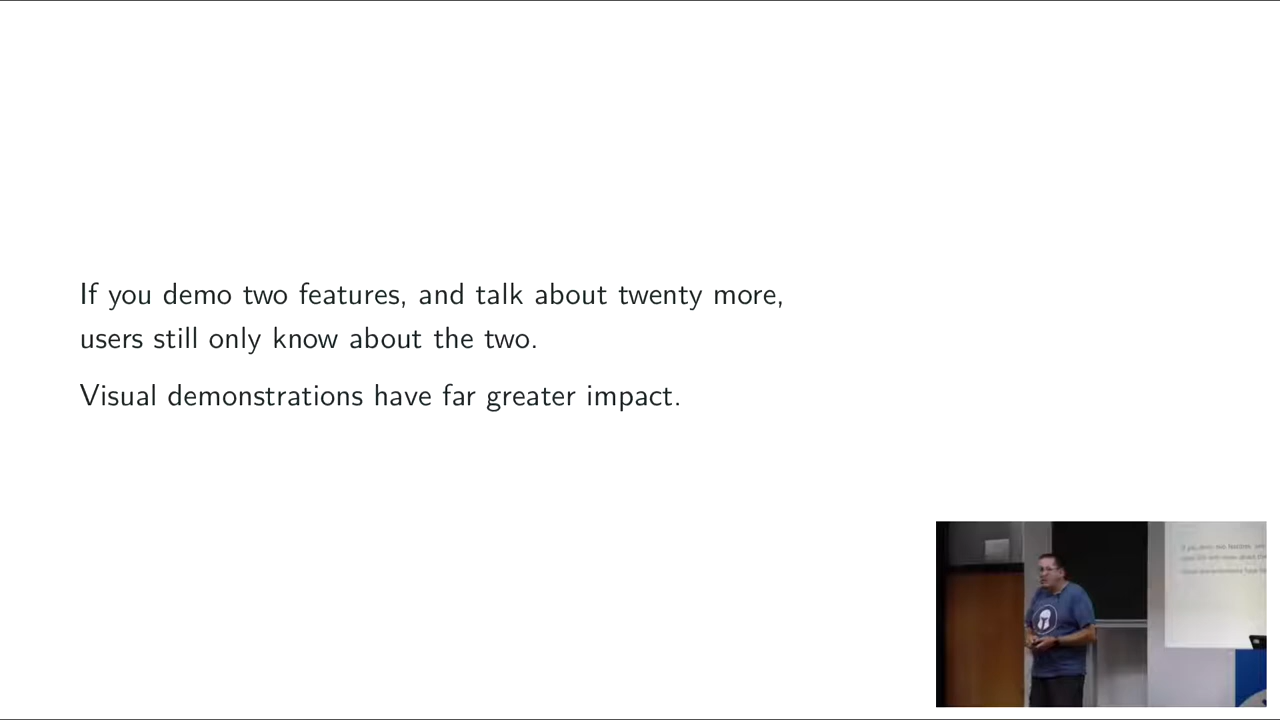 If you demo two features, and talk about twenty more,
users still only know about the two.
Visual demonstrations have far greater impact.